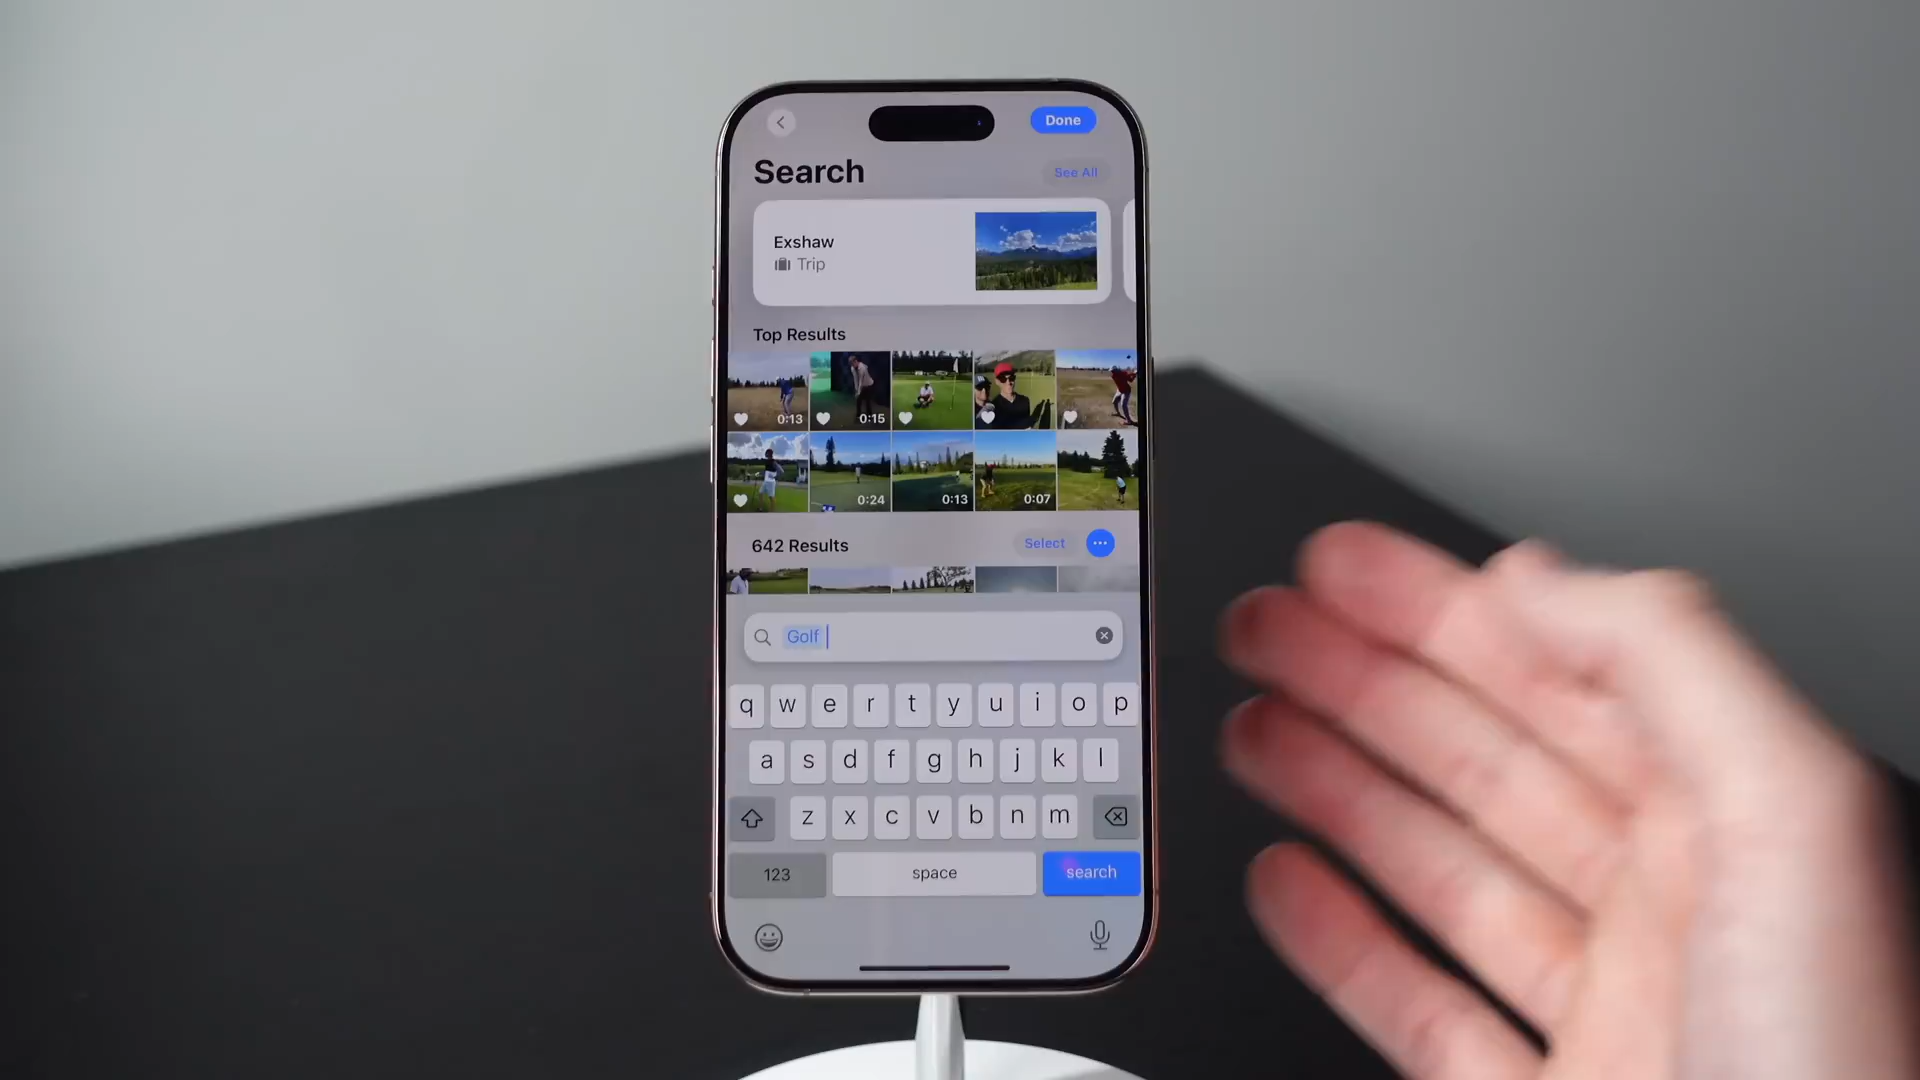 Done
Search
See All
Exshaw
Trip
Top Results
0:13
0:15
0:24
0:13
0:07
642 Results
Select
Golf
q w e r t y u i o p
a s d f g h j k l
z x c v b n m
123
space
search